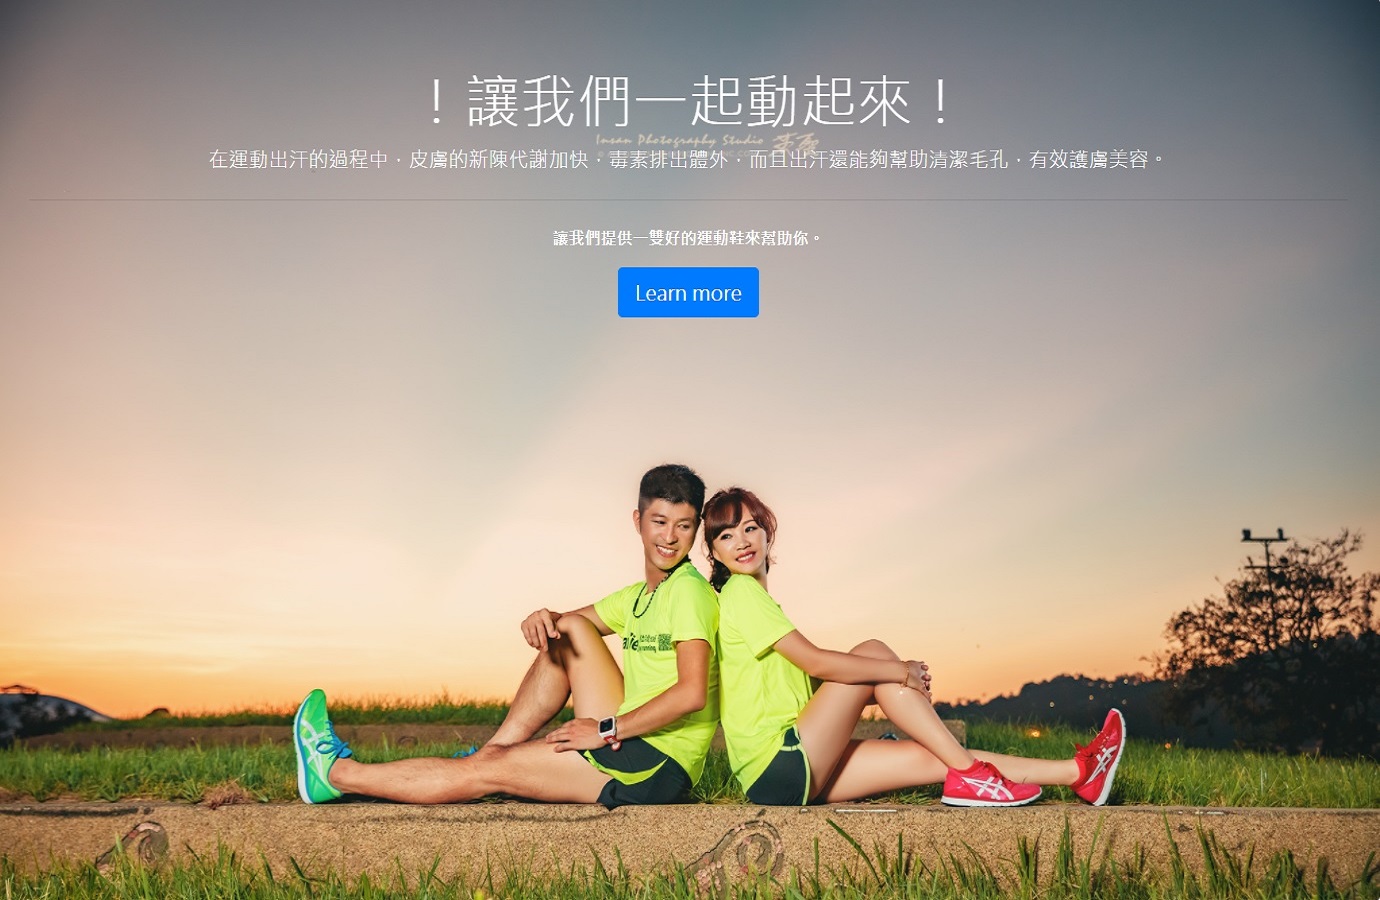 ！讓我們一起動起來！
Insan Photography Studio
在運動出汗的過程中，皮膚的新陳代謝加快，毒素排出體外，而且出汗還能夠幫助清潔毛孔，有效護膚美容。
讓我們提供一雙好的運動鞋來幫助你。
Learn more